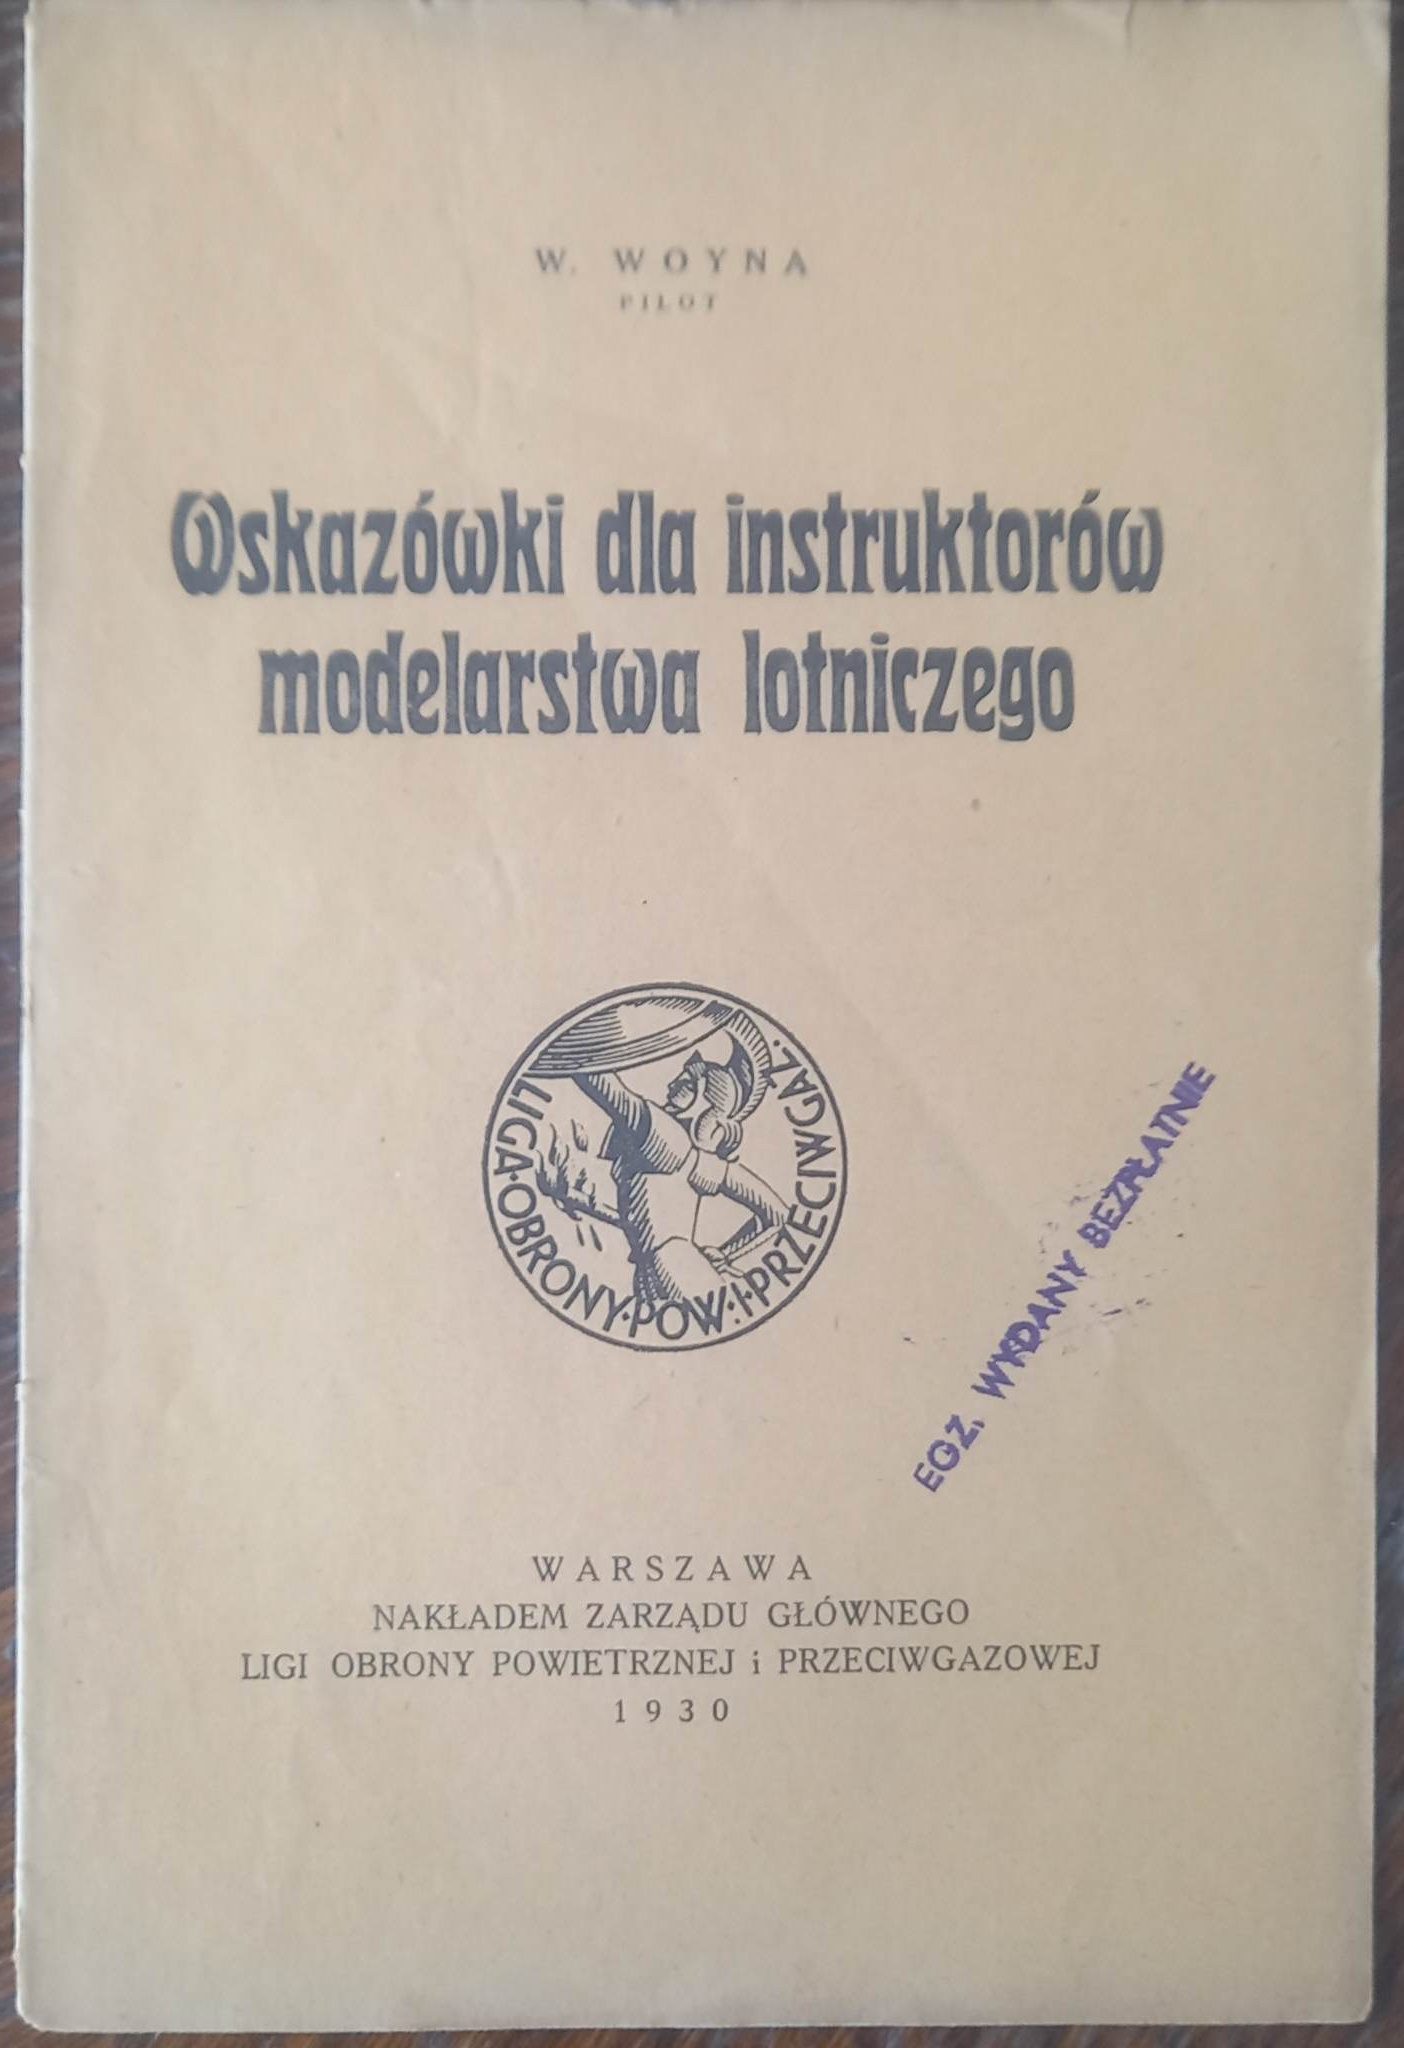 W. WOYNA
PILOT
Wskazówki dla instruktorów
modelarstwa lotniczego
LIGA·OBRONY·POW·I·PRZECIWGAZ.
EGZ. WYDANY BEZPŁATNIE
WARSZAWA
NAKŁADEM ZARZĄDU GŁÓWNEGO
LIGI OBRONY POWIETRZNEJ i PRZECIWGAZOWEJ
1930